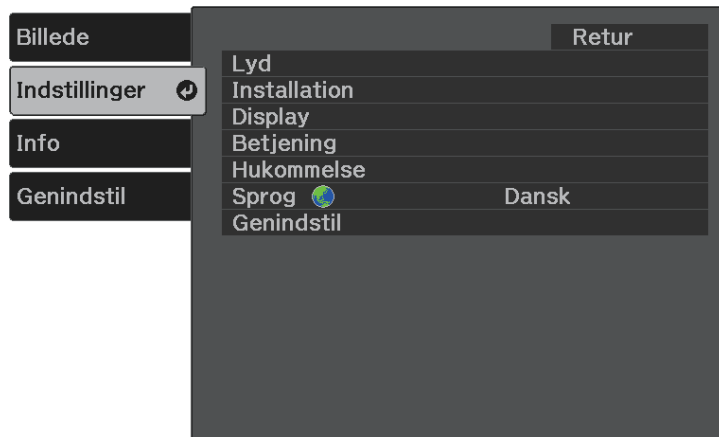 Billede
Indstillinger
Info
Genindstil
Retur
Lyd
Installation
Display
Betjening
Hukommelse
Sprog Dansk
Genindstil